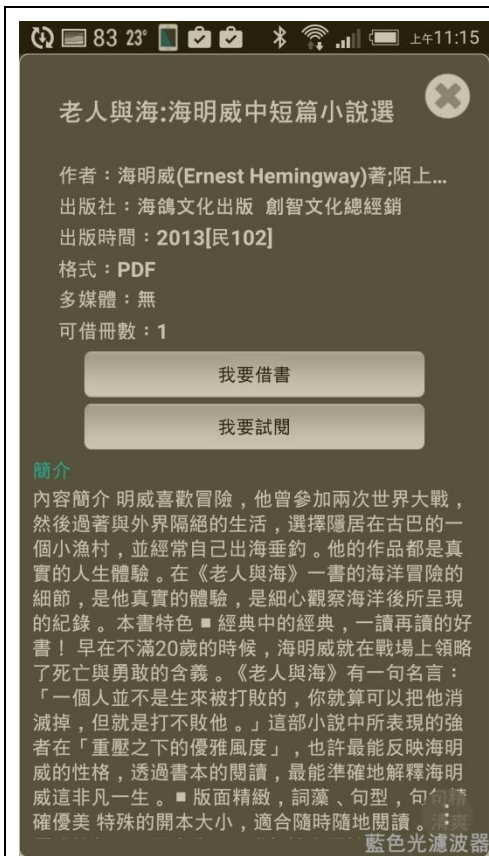 83 23° 上午11:15
老人與海:海明威中短篇小說選
作者：海明威(Ernest Hemingway)著;陌上...
出版社：海鴿文化出版 創智文化總經銷
出版時間：2013[民102]
格式：PDF
多媒體：無
可借冊數：1
我要借書
我要試閱
簡介
內容簡介 明威喜歡冒險，他曾參加兩次世界大戰，
然後過著與外界隔絕的生活，選擇隱居在古巴的一
個小漁村，並經常自己出海垂釣。他的作品都是真
實的人生體驗。在《老人與海》一書的海洋冒險的
細節，是他真實的體驗，是細心觀察海洋後所呈現
的紀錄。本書特色 ■ 經典中的經典，一讀再讀的好
書！ 早在不滿20歲的時候，海明威就在戰場上領略
了死亡與勇敢的含義。《老人與海》有一句名言：
「一個人並不是生來被打敗的，你就算可以把他消
滅掉，但就是打不敗他。」這部小說中所表現的強
者在「重壓之下的優雅風度」，也許最能反映海明
威的性格，透過書本的閱讀，最能準確地解釋海明
威這非凡一生。■ 版面精緻，詞藻、句型，句句精
確優美 特殊的開本大小，適合隨時隨地閱讀。清爽
藍色光濾波器